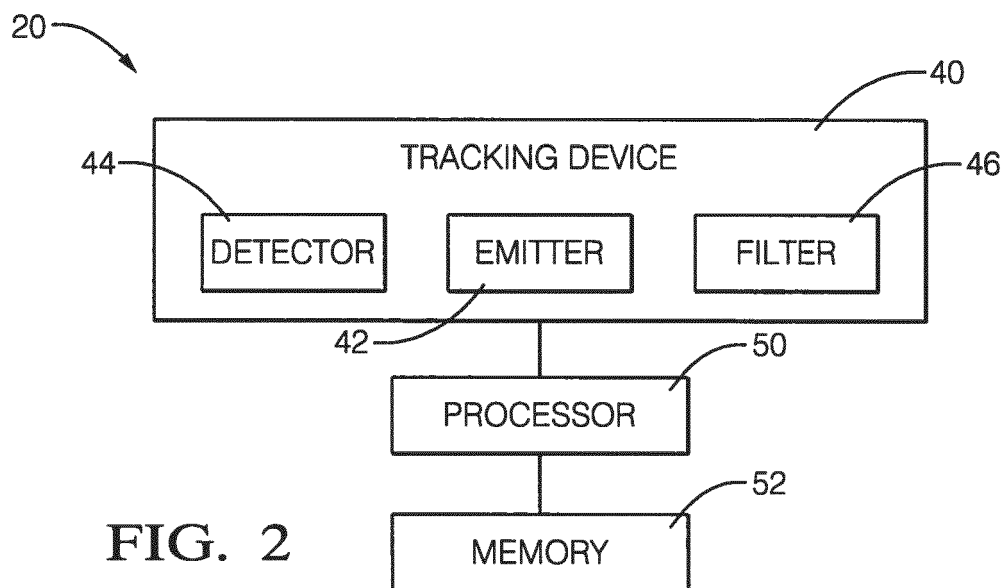 20
40
TRACKING DEVICE
44
46
DETECTOR
EMITTER
FILTER
42
50
PROCESSOR
52
MEMORY
FIG. 2